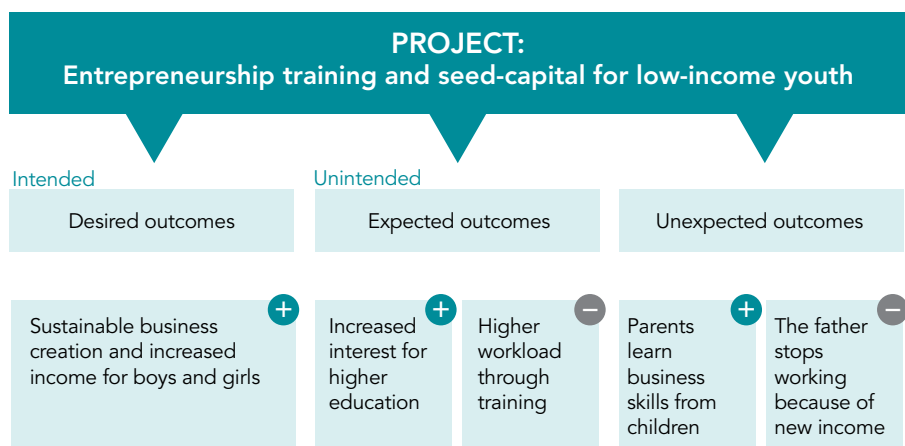 PROJECT:
Entrepreneurship training and seed-capital for low-income youth
Intended
Unintended
Desired outcomes
Expected outcomes
Unexpected outcomes
+
Sustainable business
creation and increased
income for boys and girls
+
Increased
interest for
higher
education
−
Higher
workload
through
training
+
Parents
learn
business
skills from
children
−
The father
stops
working
because of
new income